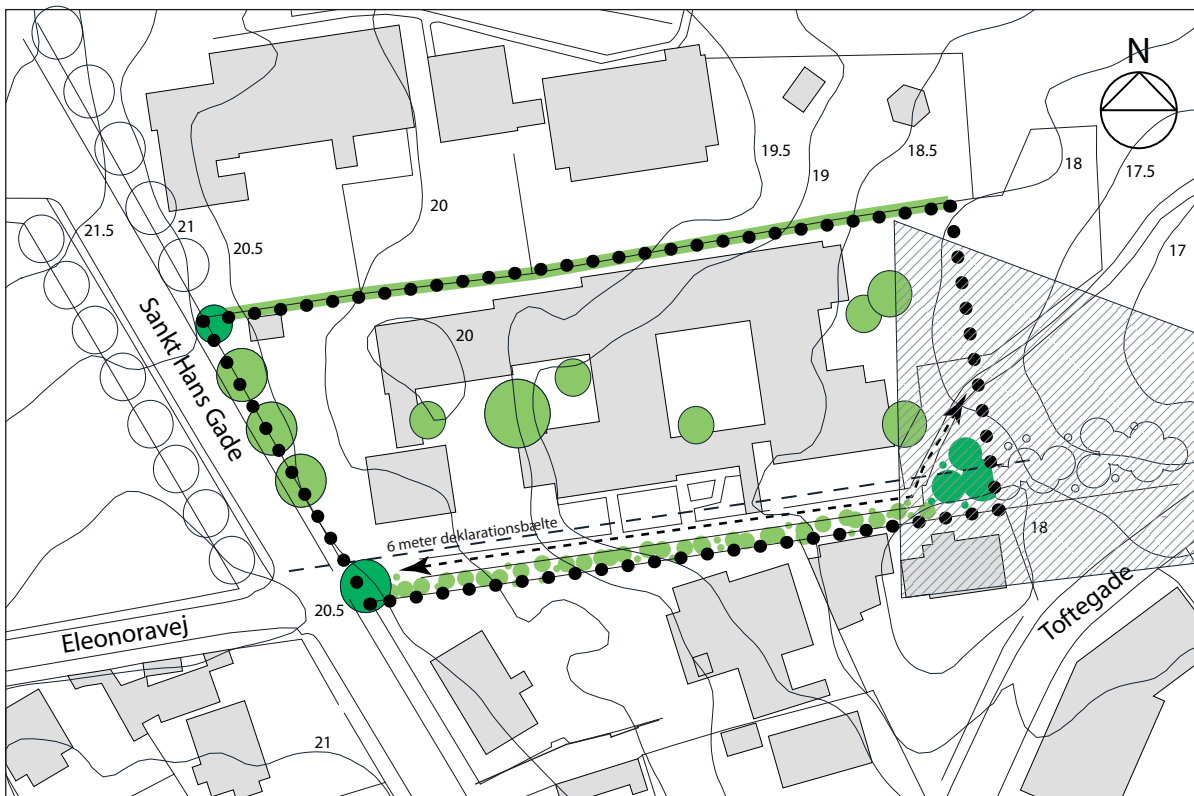 N
19.5
18.5
18
17.5
19
20
21
21.5
20.5
17
Sankt Hans Gade
20
6 meter deklarationsbælte
18
20.5
Eleonoravej
Toftegade
21